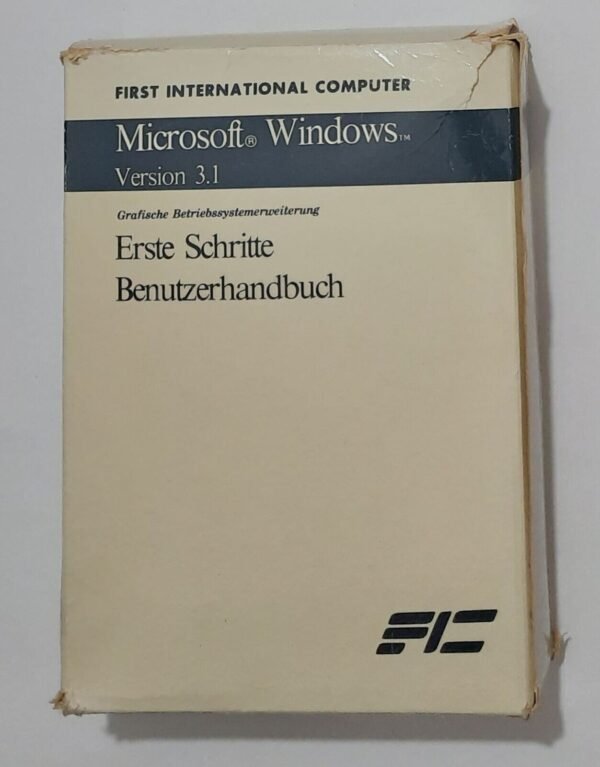 FIRST INTERNATIONAL COMPUTER
Microsoft® Windows™
Version 3.1
Grafische Betriebssystemerweiterung
Erste Schritte
Benutzerhandbuch
FIC